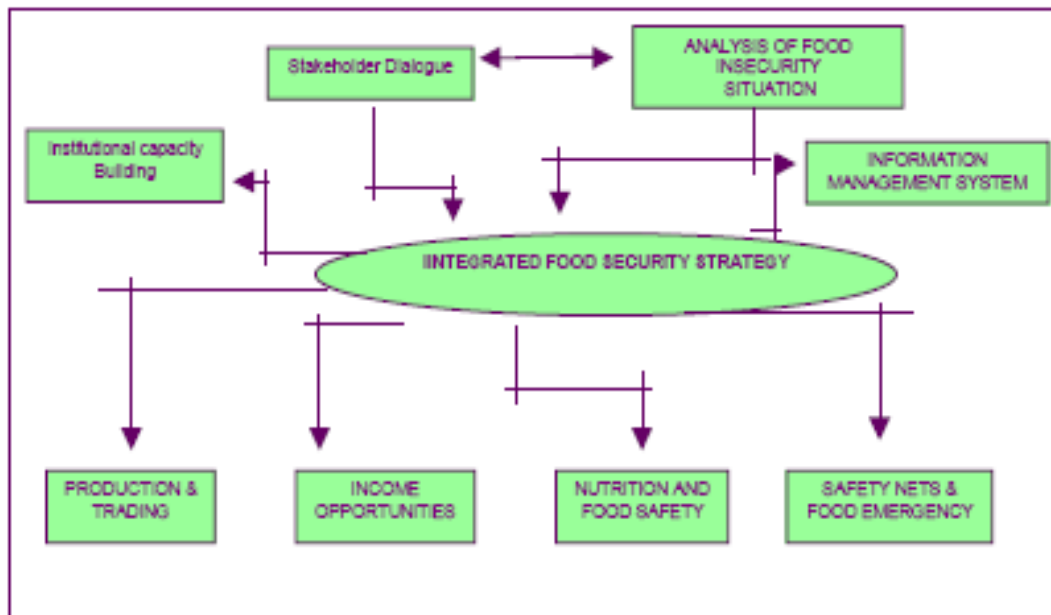 Stakeholder Dialogue
ANALYSIS OF FOOD
INSECURITY
SITUATION
Institutional capacity
Building
INFORMATION
MANAGEMENT SYSTEM
IINTEGRATED FOOD SECURITY STRATEGY
PRODUCTION &
TRADING
INCOME
OPPORTUNITIES
NUTRITION AND
FOOD SAFETY
SAFETY NETS &
FOOD EMERGENCY